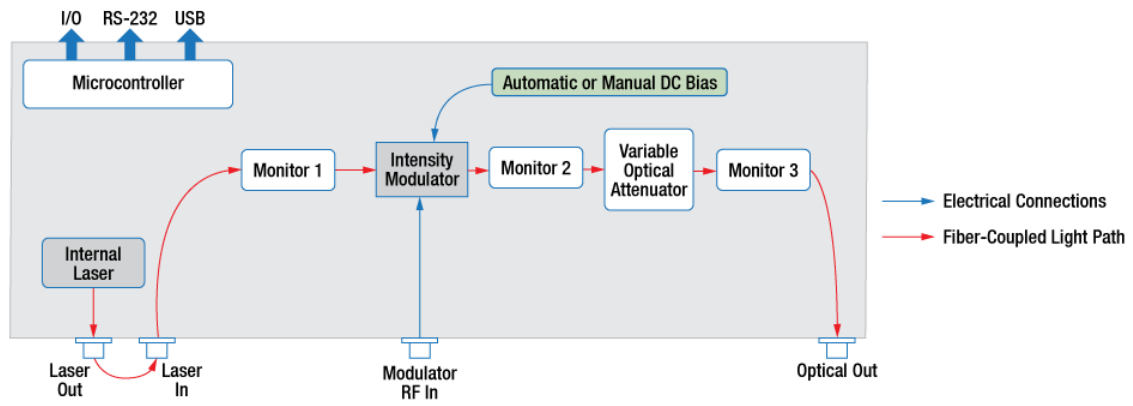 I/O RS-232 USB
Microcontroller
Automatic or Manual DC Bias
Monitor 1
Intensity
Modulator
Monitor 2
Variable
Optical
Attenuator
Monitor 3
Electrical Connections
Fiber-Coupled Light Path
Internal
Laser
Laser
Out
Laser
In
Modulator
RF In
Optical Out